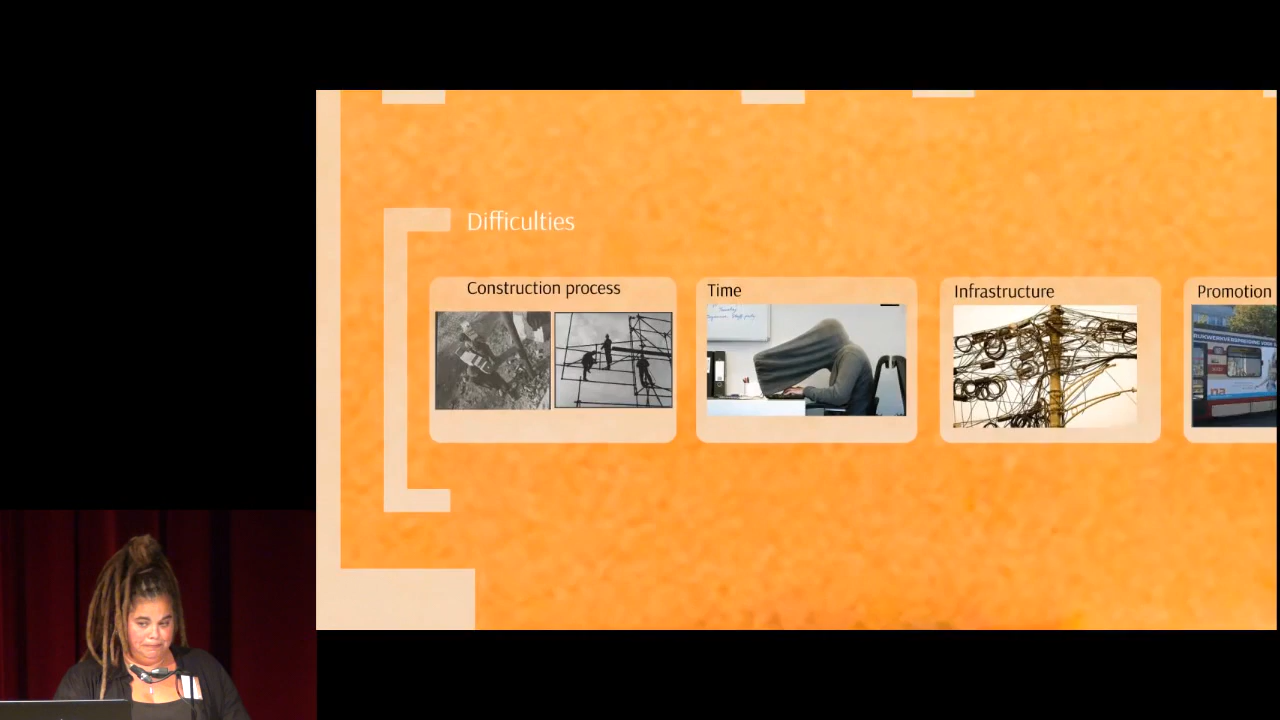 Difficulties
Construction process
Time
Infrastructure
Promotion